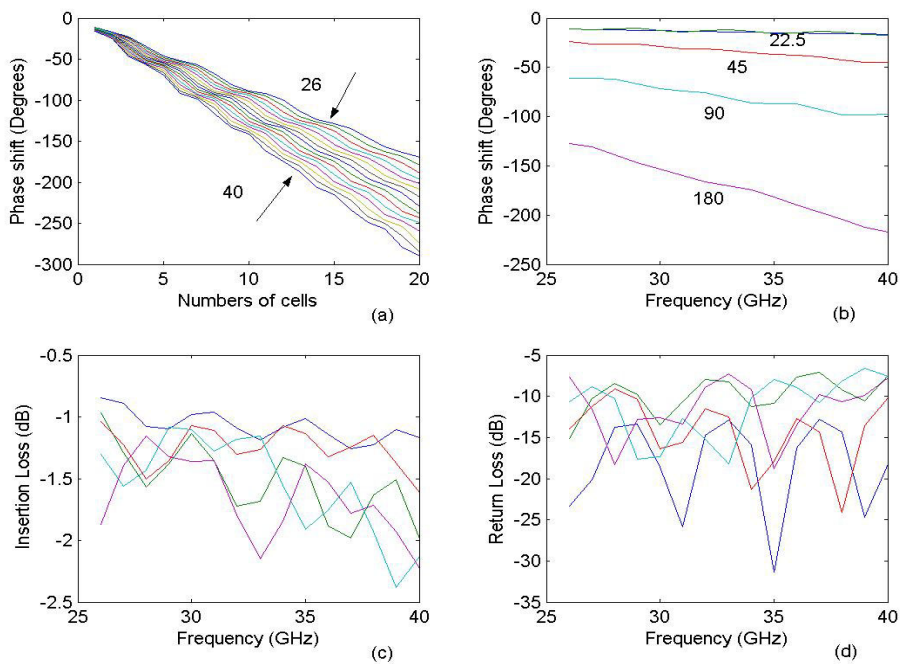 0
-50
-100
-150
-200
-250
-300
0 5 10 15 20
Phase shift (Degrees)
Numbers of cells
26
40
(a)
0
-50
-100
-150
-200
-250
25 30 35 40
Phase shift (Degrees)
Frequency (GHz)
22.5
45
90
180
(b)
-0.5
-1
-1.5
-2
-2.5
25 30 35 40
Insertion Loss (dB)
Frequency (GHz)
(c)
-5
-10
-15
-20
-25
-30
-35
25 30 35 40
Return Loss (dB)
Frequency (GHz)
(d)